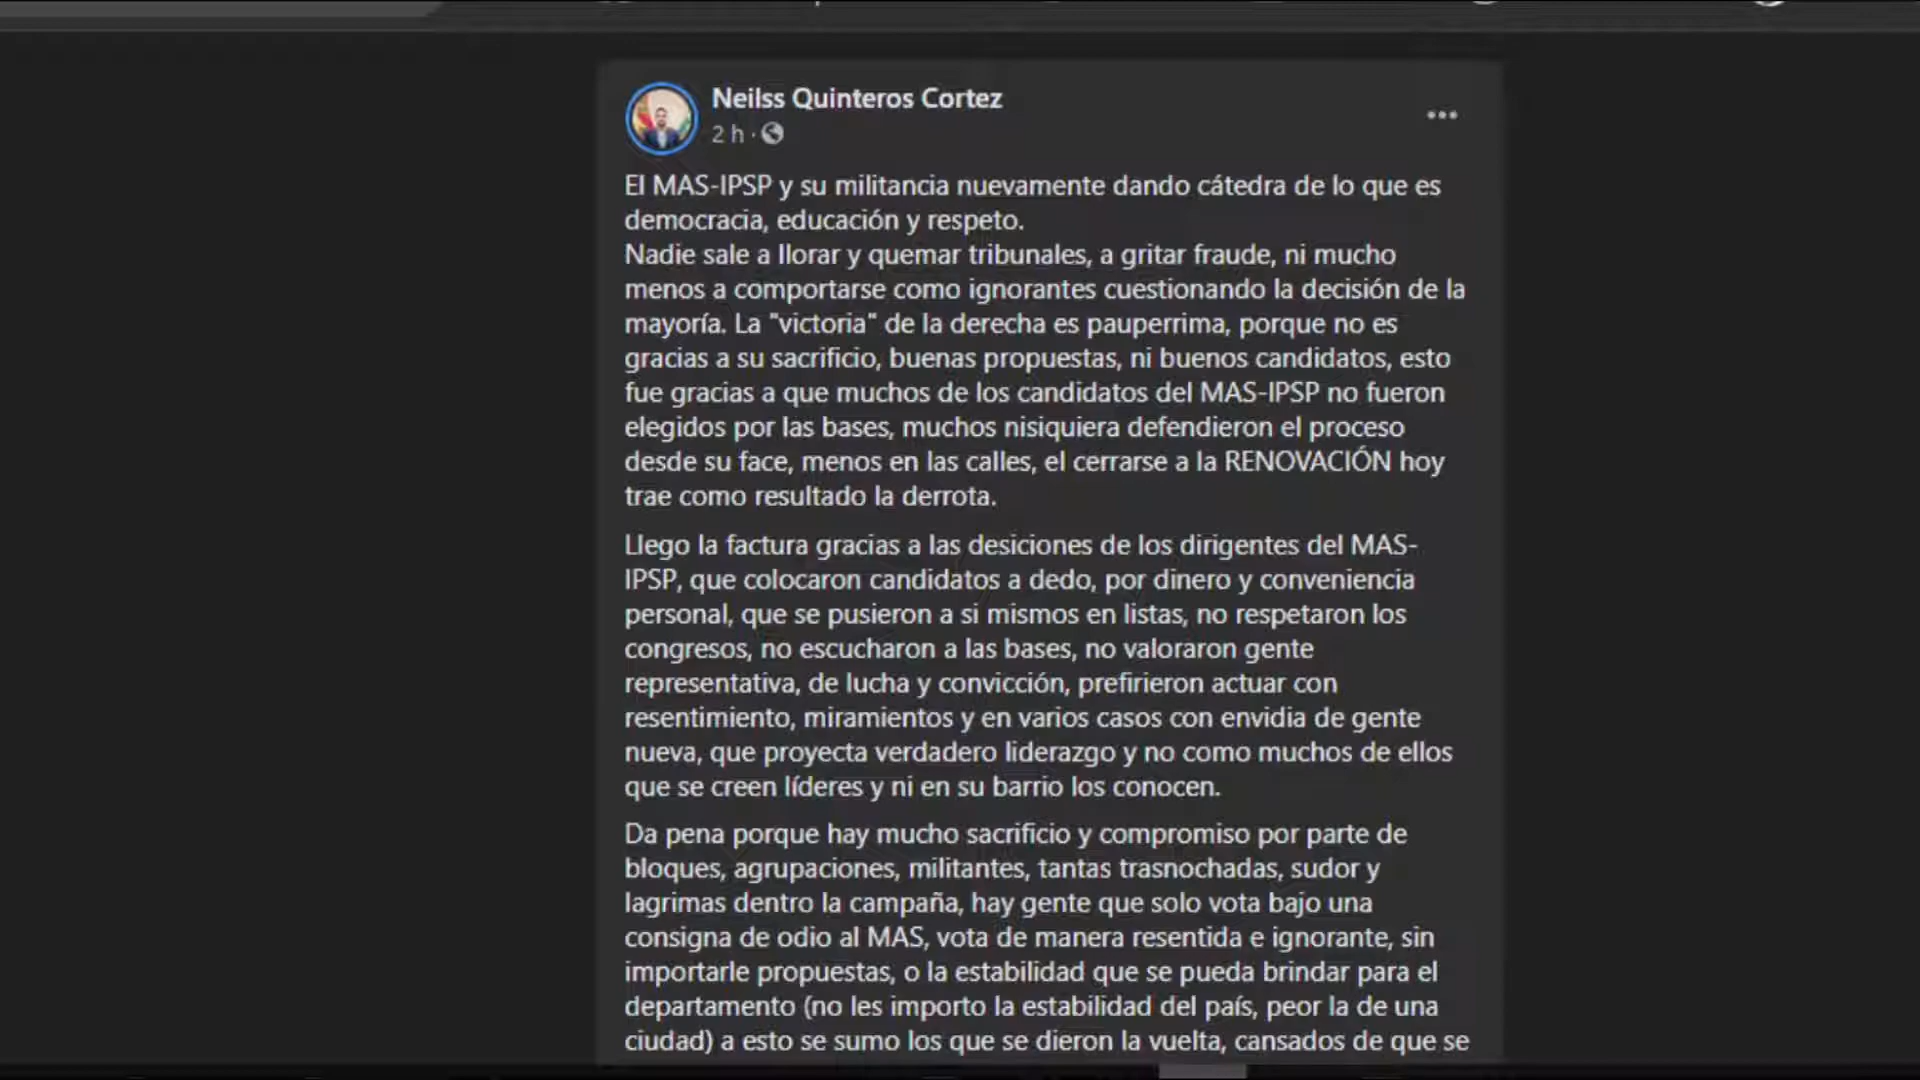 Neilss Quinteros Cortez
2 h ·
El MAS-IPSP y su militancia nuevamente dando cátedra de lo que es
democracia, educación y respeto.
Nadie sale a llorar y quemar tribunales, a gritar fraude, ni mucho
menos a comportarse como ignorantes cuestionando la decisión de la
mayoría. La "victoria" de la derecha es pauperrima, porque no es
gracias a su sacrificio, buenas propuestas, ni buenos candidatos, esto
fue gracias a que muchos de los candidatos del MAS-IPSP no fueron
elegidos por las bases, muchos nisiquiera defendieron el proceso
desde su face, menos en las calles, el cerrarse a la RENOVACIÓN hoy
trae como resultado la derrota.
Llego la factura gracias a las desiciones de los dirigentes del MAS-
IPSP, que colocaron candidatos a dedo, por dinero y conveniencia
personal, que se pusieron a si mismos en listas, no respetaron los
congresos, no escucharon a las bases, no valoraron gente
representativa, de lucha y convicción, prefirieron actuar con
resentimiento, miramientos y en varios casos con envidia de gente
nueva, que proyecta verdadero liderazgo y no como muchos de ellos
que se creen líderes y ni en su barrio los conocen.
Da pena porque hay mucho sacrificio y compromiso por parte de
bloques, agrupaciones, militantes, tantas trasnochadas, sudor y
lagrimas dentro la campaña, hay gente que solo vota bajo una
consigna de odio al MAS, vota de manera resentida e ignorante, sin
importarle propuestas, o la estabilidad que se pueda brindar para el
departamento (no les importo la estabilidad del país, peor la de una
ciudad) a esto se sumo los que se dieron la vuelta, cansados de que se